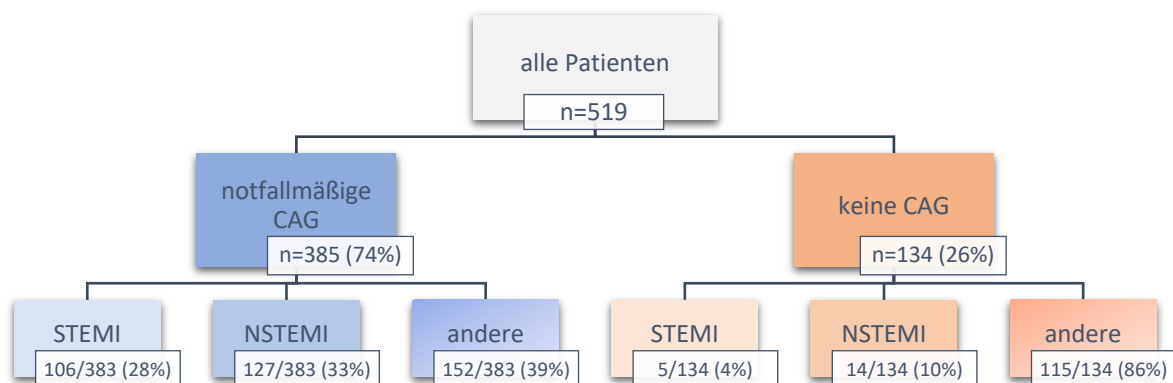 alle Patienten
n=519
notfallmäßige
CAG
n=385 (74%)
keine CAG
n=134 (26%)
STEMI
106/383 (28%)
NSTEMI
127/383 (33%)
andere
152/383 (39%)
STEMI
5/134 (4%)
NSTEMI
14/134 (10%)
andere
115/134 (86%)